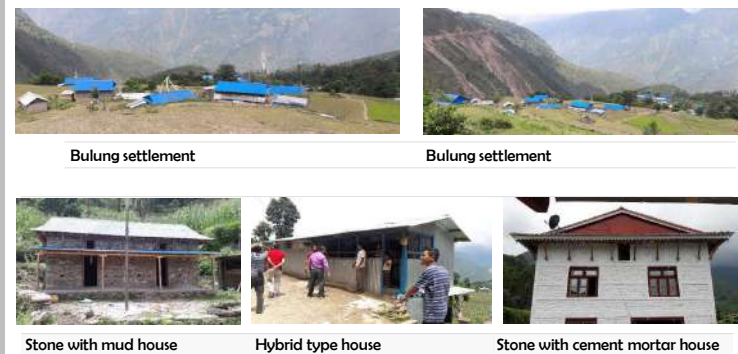 Bulung settlement
Bulung settlement
Stone with mud house
Hybrid type house
Stone with cement mortar house